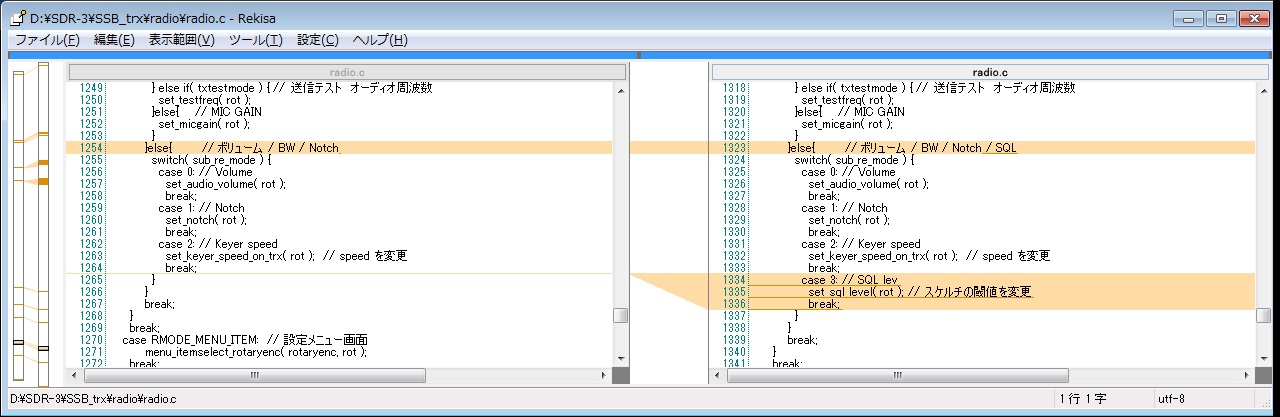 D:¥SDR-3¥SSB_trx¥radio¥radio.c - Rekisa
ファイル(F) 編集(E) 表示範囲(V) ツール(T) 設定(C) ヘルプ(H)
radio.c
1249 } else if( txtestmode ) { // 送信テスト オーディオ周波数
1250 set_testfreq( rot );
1251 }else{ // MIC GAIN
1252 set_micgain( rot );
1253 }
1254 }else{ // ボリューム / BW / Notch
1255 switch( sub_re_mode ) {
1256 case 0: // Volume
1257 set_audio_volume( rot );
1258 break;
1259 case 1: // Notch
1260 set_notch( rot );
1261 break;
1262 case 2: // Keyer speed
1263 set_keyer_speed_on_trx( rot ); // speed を変更
1264 break;
1265 }
1266 }
1267 break;
1268 }
1269 break;
1270 case RMODE_MENU_ITEM: // 設定メニュー画面
1271 menu_itemselect_rotaryenc( rotaryenc, rot );
1272 break;
radio.c
1318 } else if( txtestmode ) { // 送信テスト オーディオ周波数
1319 set_testfreq( rot );
1320 }else{ // MIC GAIN
1321 set_micgain( rot );
1322 }
1323 }else{ // ボリューム / BW / Notch / SQL
1324 switch( sub_re_mode ) {
1325 case 0: // Volume
1326 set_audio_volume( rot );
1327 break;
1328 case 1: // Notch
1329 set_notch( rot );
1330 break;
1331 case 2: // Keyer speed
1332 set_keyer_speed_on_trx( rot ); // speed を変更
1333 break;
1334 case 3: // SQL lev
1335 set_sql_level( rot ); // スケルチの閾値を変更
1336 break;
1337 }
1338 }
1339 break;
1340 }
1341 break;
D:¥SDR-3¥SSB_trx¥radio¥radio.c
1 行 1 字
utf-8